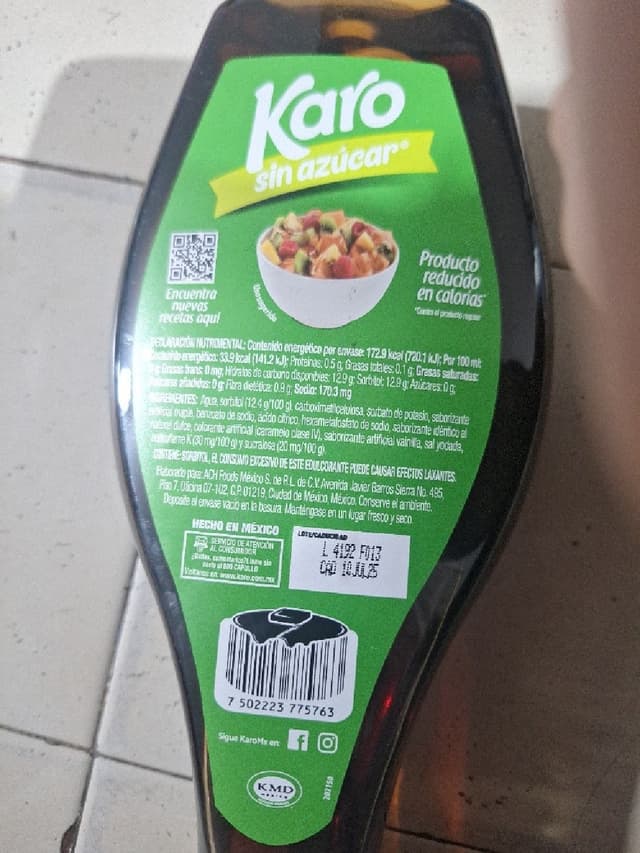 Karo
sin azúcar®
Encuentra
nuevas
recetas aquí
Producto
reducido
en calorías*
*Contra el producto regular
DECLARACIÓN NUTRIMENTAL: Contenido energético por envase: 172.9 kcal (720.1 kJ); Por 100 ml:
Contenido energético: 33.9 kcal (141.2 kJ); Proteínas: 0.5 g, Grasas totales: 0.1 g; Grasas saturadas:
0 g; Grasas trans: 0 mg; Hidratos de carbono disponibles: 12.9 g; Sorbitol: 12.9 g; Azúcares: 0 g;
Azúcares añadidos: 0 g; Fibra dietética: 0.9 g; Sodio: 170.3 mg
INGREDIENTES: Agua, sorbitol (12.4 g/100 g), carboximetilcelulosa, sorbato de potasio, saborizante
artificial maple, benzoato de sodio, ácido cítrico, hexametafosfato de sodio, saborizante idéntico al
natural dulce, colorante artificial (caramelo clase IV), saborizante artificial vainilla, sal yodada,
acesulfame K (30 mg/100 g) y sucralosa (20 mg/100 g).
CONTIENE SORBITOL, EL CONSUMO EXCESIVO DE ESTE EDULCORANTE PUEDE CAUSAR EFECTOS LAXANTES.
Elaborado para: ACH Foods México S. de R.L. de C.V. Avenida Javier Barros Sierra No. 495,
Piso 7, Oficina 07-102, C.P. 01219, Ciudad de México, México. Conserve el ambiente.
Deposite el envase vacío en la basura. Manténgase en un lugar fresco y seco.
HECHO EN MÉXICO
SERVICIO DE ATENCIÓN
AL CONSUMIDOR
LOTE/CADUCIDAD
L 4192 F013
CAD 10JUL25
7 502223 775763
Sigue KaroMx en:
KMD
MÉXICO